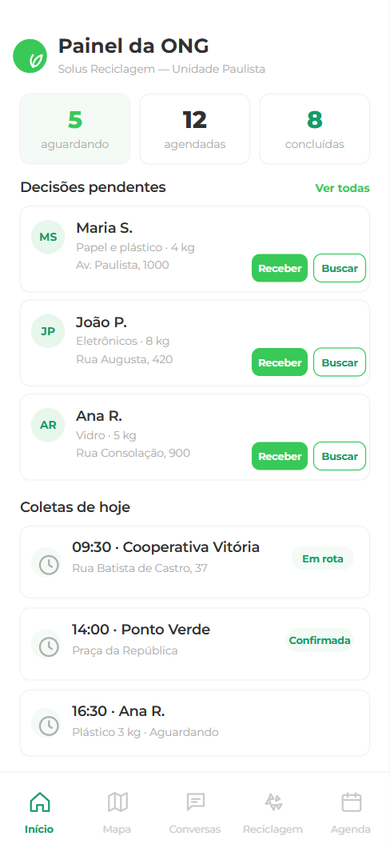 Painel da ONG
Solus Reciclagem — Unidade Paulista
5
aguardando
12
agendadas
8
concluídas
Decisões pendentes
Ver todas
MS
Maria S.
Papel e plástico · 4 kg
Av. Paulista, 1000
Receber
Buscar
JP
João P.
Eletrônicos · 8 kg
Rua Augusta, 420
Receber
Buscar
AR
Ana R.
Vidro · 5 kg
Rua Consolação, 900
Receber
Buscar
Coletas de hoje
09:30 · Cooperativa Vitória
Rua Batista de Castro, 37
Em rota
14:00 · Ponto Verde
Praça da República
Confirmada
16:30 · Ana R.
Plástico 3 kg · Aguardando
Início
Mapa
Conversas
Reciclagem
Agenda